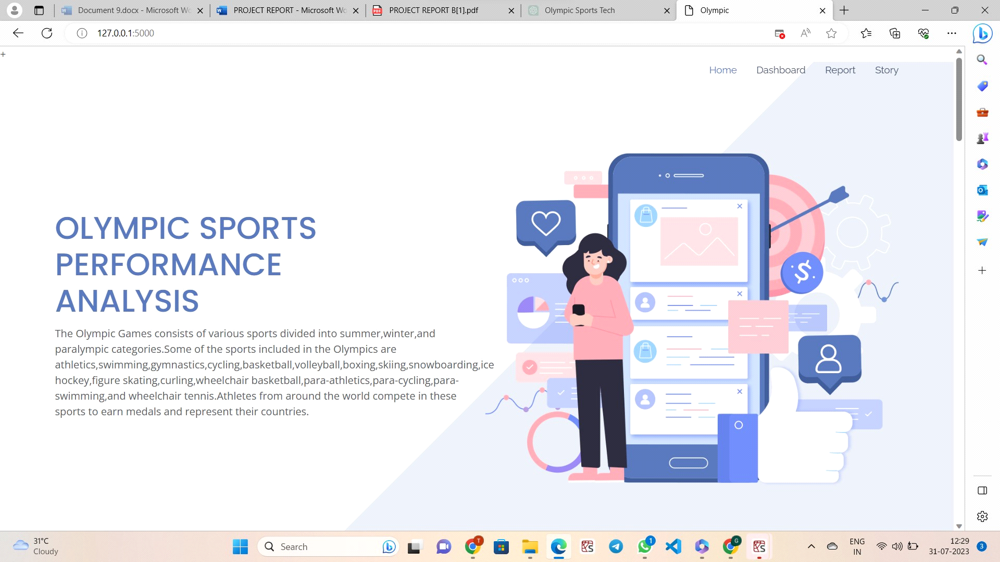 Document 9.docx - Microsoft Wo
PROJECT REPORT - Microsoft Wo
PROJECT REPORT B[1].pdf
Olympic Sports Tech
Olympic
127.0.0.1:5000
+
Home Dashboard Report Story
OLYMPIC SPORTS
PERFORMANCE
ANALYSIS
The Olympic Games consists of various sports divided into summer,winter,and
paralympic categories.Some of the sports included in the Olympics are
athletics,swimming,gymnastics,cycling,basketball,volleyball,boxing,skiing,snowboarding,ice
hockey,figure skating,curling,wheelchair basketball,para-athletics,para-cycling,para-
swimming,and wheelchair tennis.Athletes from around the world compete in these
sports to earn medals and represent their countries.
$
31°C
Cloudy
Search
T
1
G
ENG
IN
12:29
31-07-2023
3